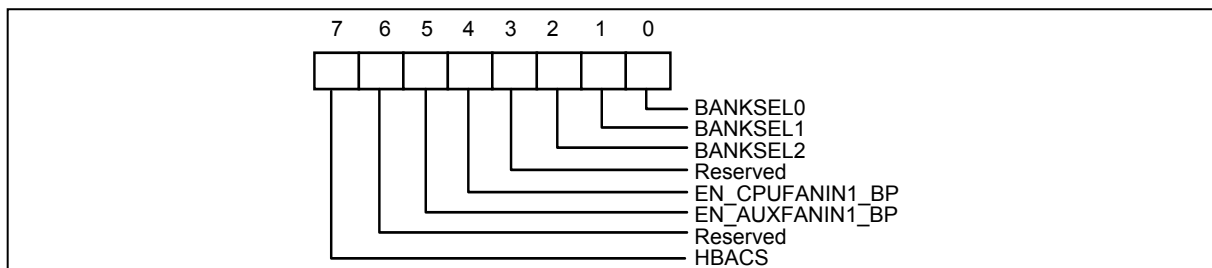 7 6 5 4 3 2 1 0
BANKSEL0
BANKSEL1
BANKSEL2
Reserved
EN_CPUFANIN1_BP
EN_AUXFANIN1_BP
Reserved
HBACS